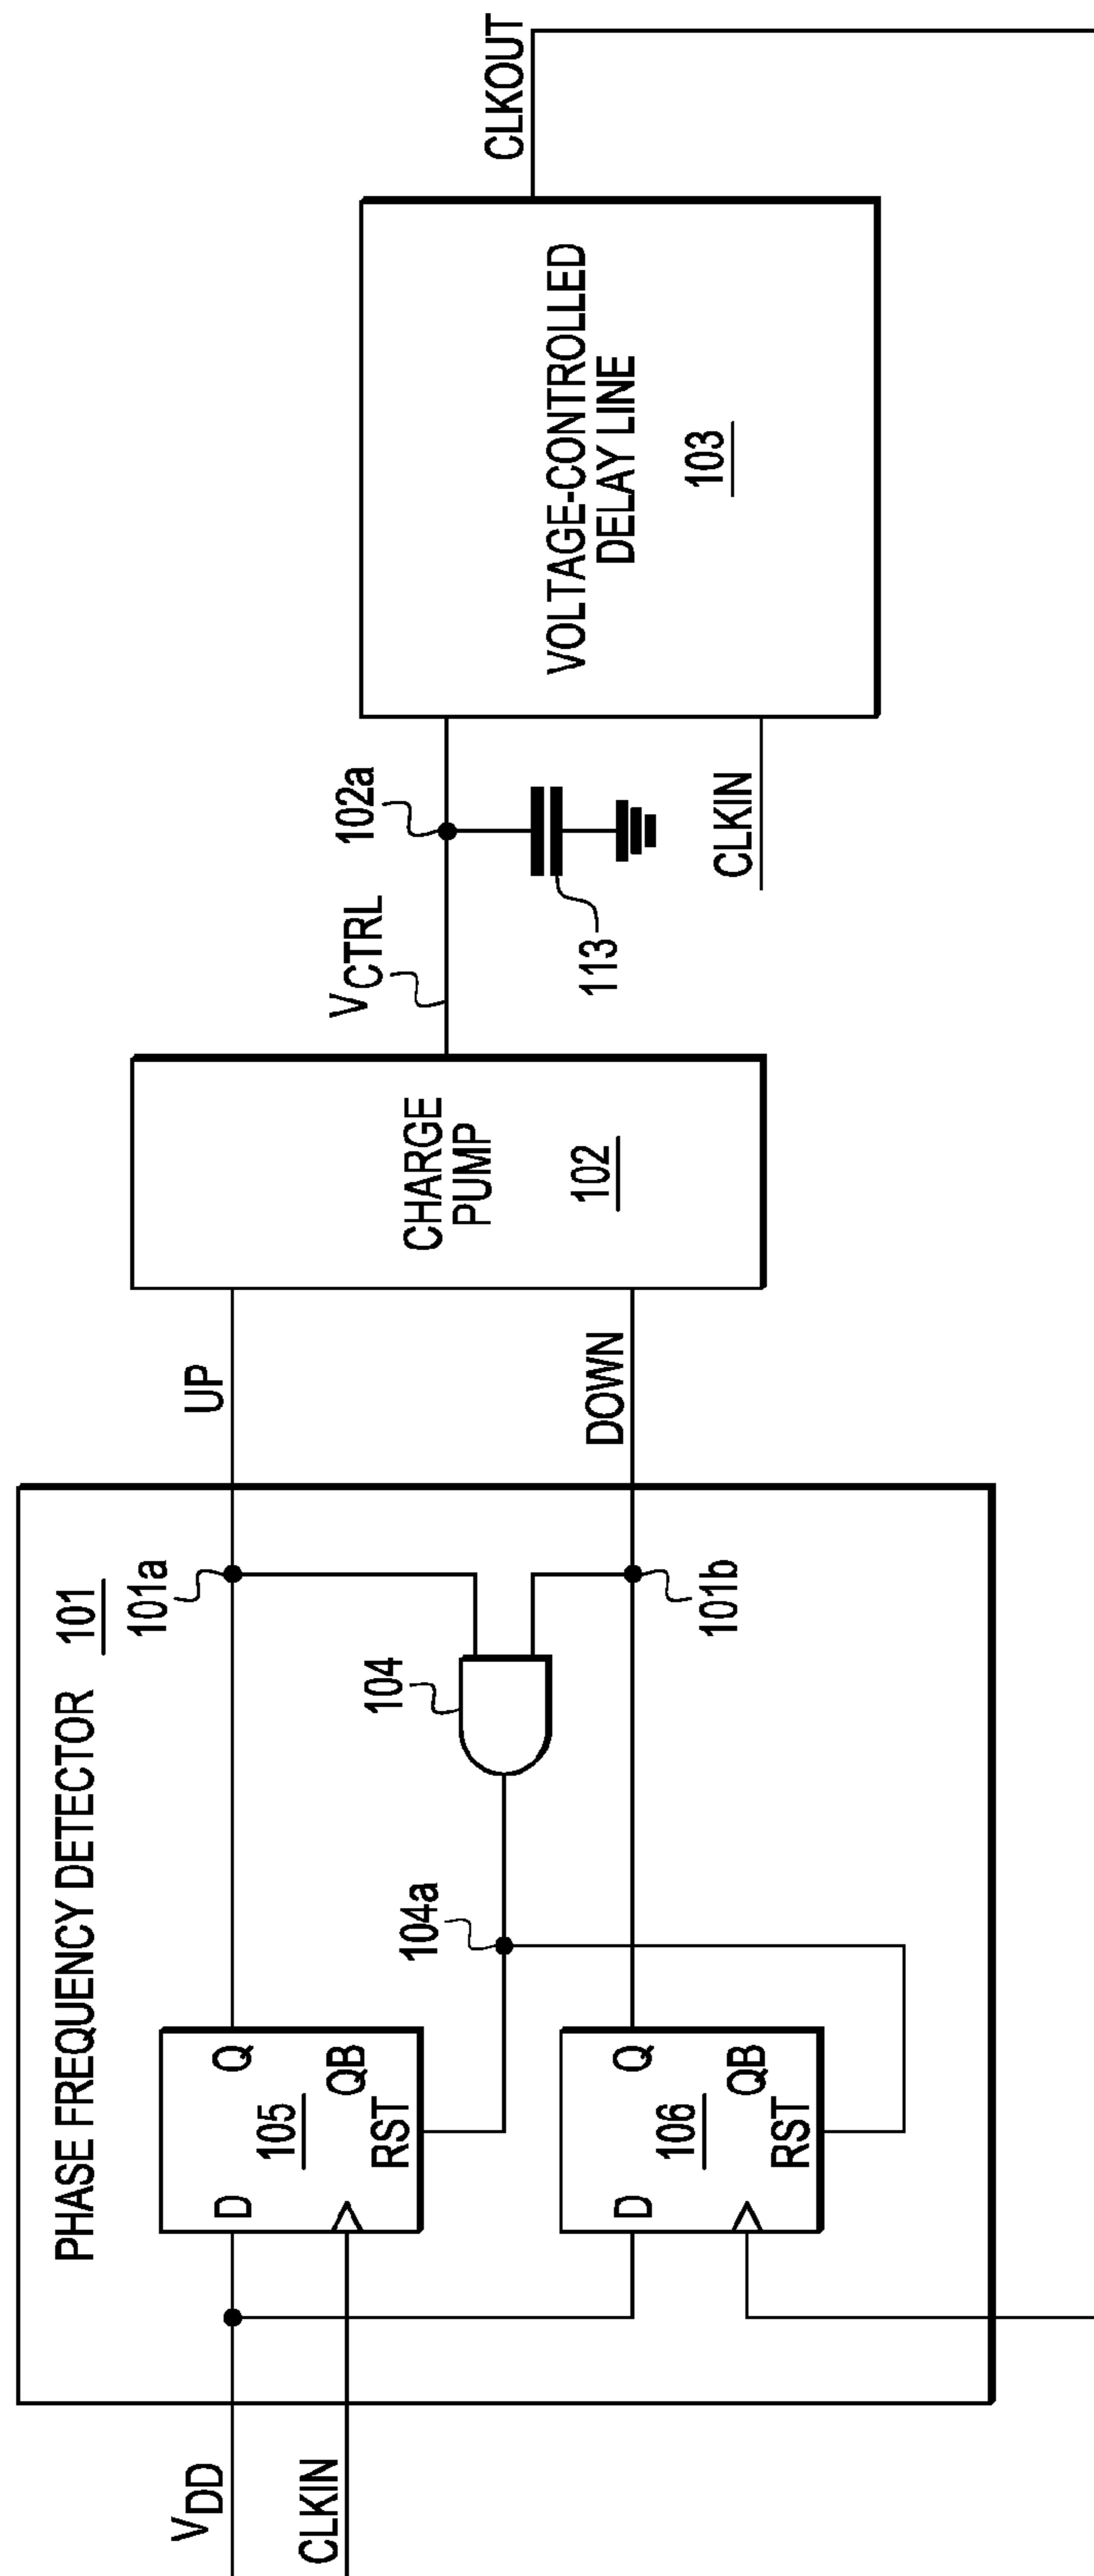 PHASE FREQUENCY DETECTOR 101
VDD
CLKIN
D
Q
105
QB
RST
D
Q
106
QB
RST
104a
104
101a
101b
UP
DOWN
CHARGE
PUMP
102
VCTRL
102a
113
CLKIN
VOLTAGE-CONTROLLED
DELAY LINE
103
CLKOUT